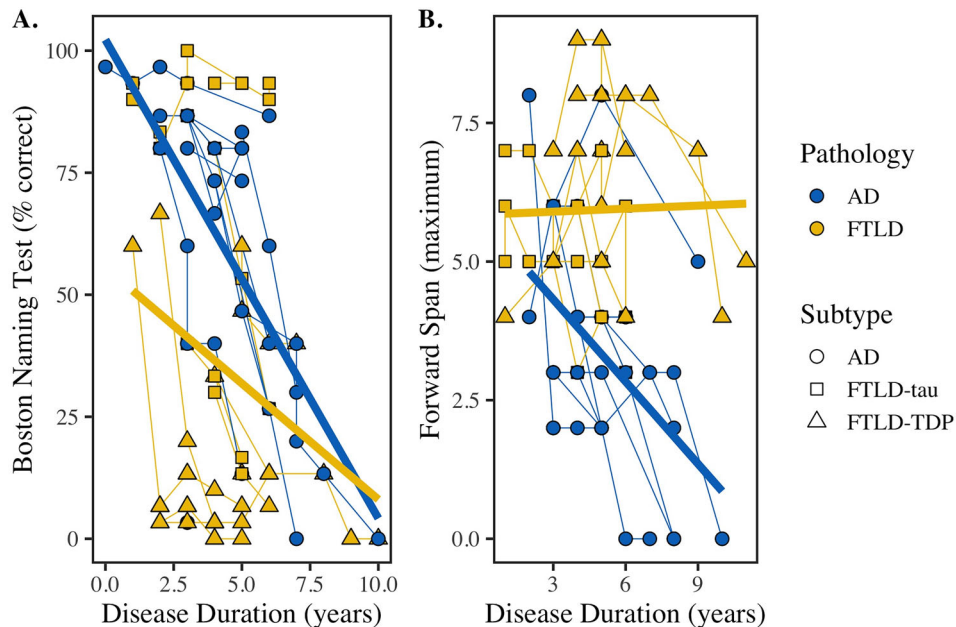 A.
Boston Naming Test (% correct)
100
75
50
25
0
0.0 2.5 5.0 7.5 10.0
Disease Duration (years)
B.
Forward Span (maximum)
7.5
5.0
2.5
0.0
3 6 9
Disease Duration (years)
Pathology
AD
FTLD
Subtype
AD
FTLD-tau
FTLD-TDP